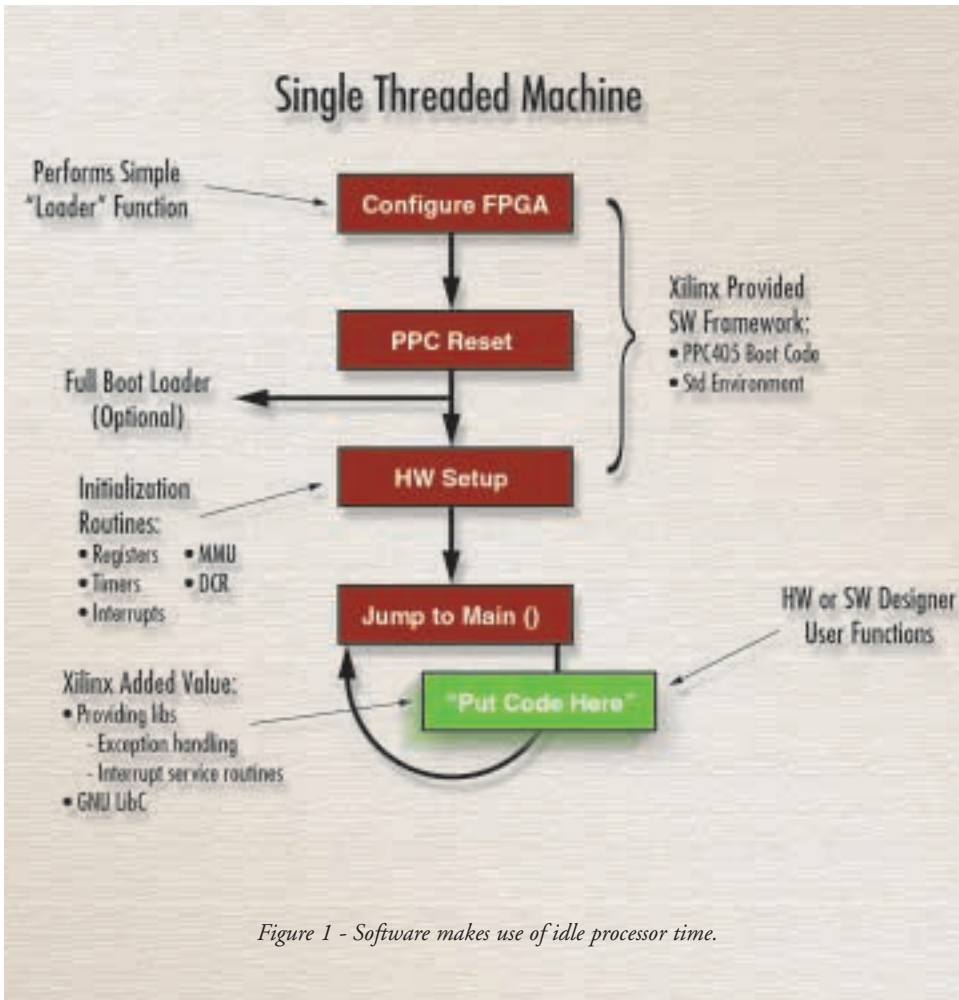 Single Threaded Machine
Performs Simple
"Loader" Function
Configure FPGA
Xilinx Provided
SW Framework:
• PPC405 Boot Code
• Std Environment
PPC Reset
Full Boot Loader
(Optional)
HW Setup
Initialization
Routines:
• Registers • MMU
• Timers • DCR
• Interrupts
Jump to Main ()
HW or SW Designer
User Functions
"Put Code Here"
Xilinx Added Value:
• Providing libs
- Exception handling
- Interrupt service routines
• GNU LibC
Figure 1 - Software makes use of idle processor time.